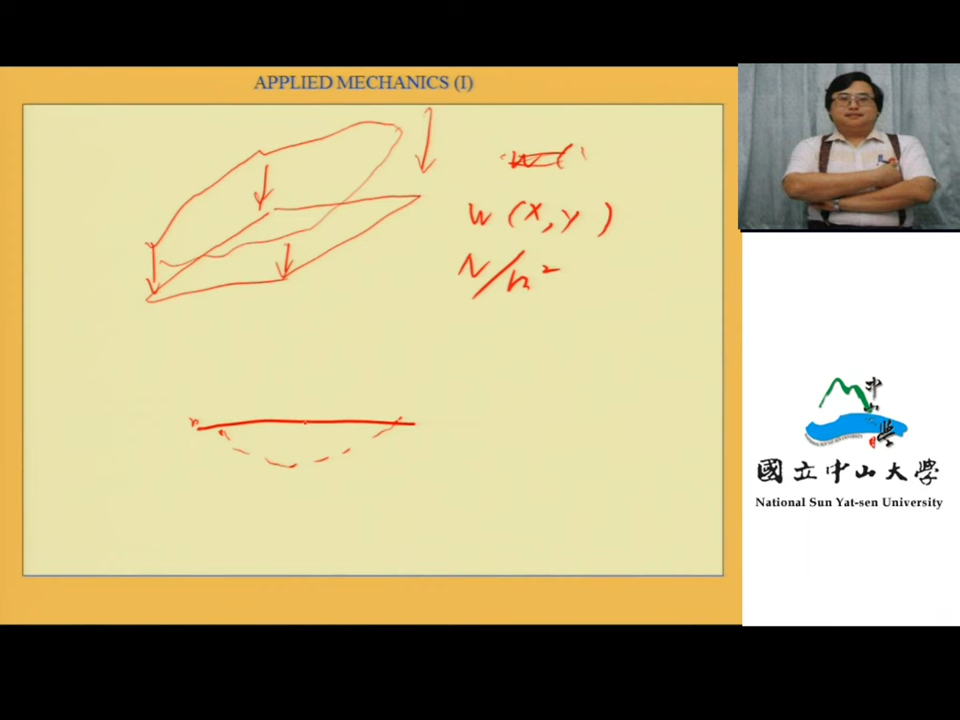 APPLIED MECHANICS (I)
w (x, y)
N/m²
國立中山大學
National Sun Yat-sen University